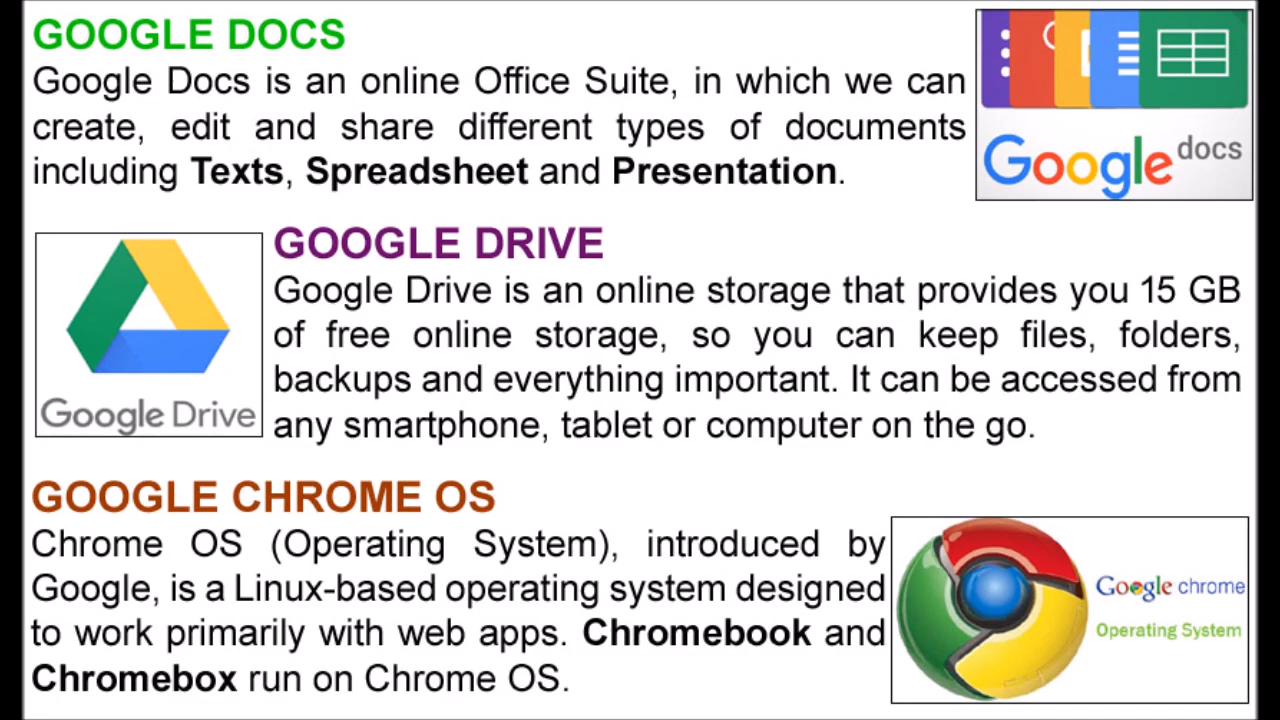 GOOGLE DOCS
Google Docs is an online Office Suite, in which we can
create, edit and share different types of documents
including Texts, Spreadsheet and Presentation.
Google docs
GOOGLE DRIVE
Google Drive is an online storage that provides you 15 GB
of free online storage, so you can keep files, folders,
backups and everything important. It can be accessed from
any smartphone, tablet or computer on the go.
Google Drive
GOOGLE CHROME OS
Chrome OS (Operating System), introduced by
Google, is a Linux-based operating system designed
to work primarily with web apps. Chromebook and
Chromebox run on Chrome OS.
Google chrome
Operating System